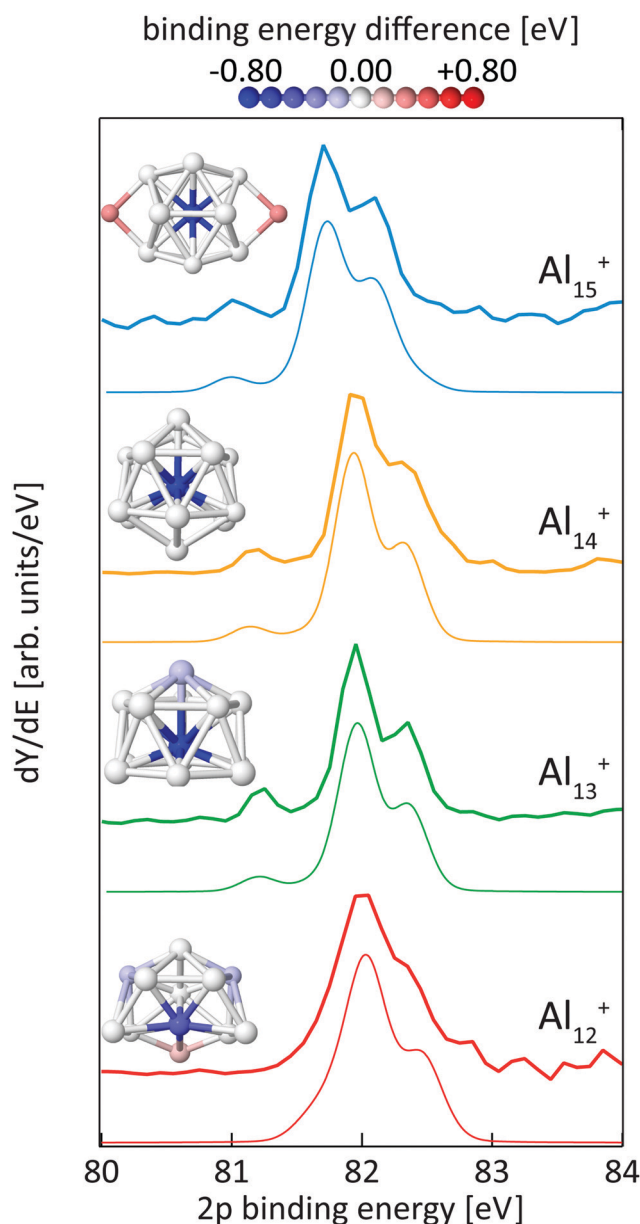 binding energy difference [eV]
-0.80 0.00 +0.80
Al₁₅⁺
Al₁₄⁺
Al₁₃⁺
Al₁₂⁺
dY/dE [arb. units/eV]
80 81 82 83 84
2p binding energy [eV]